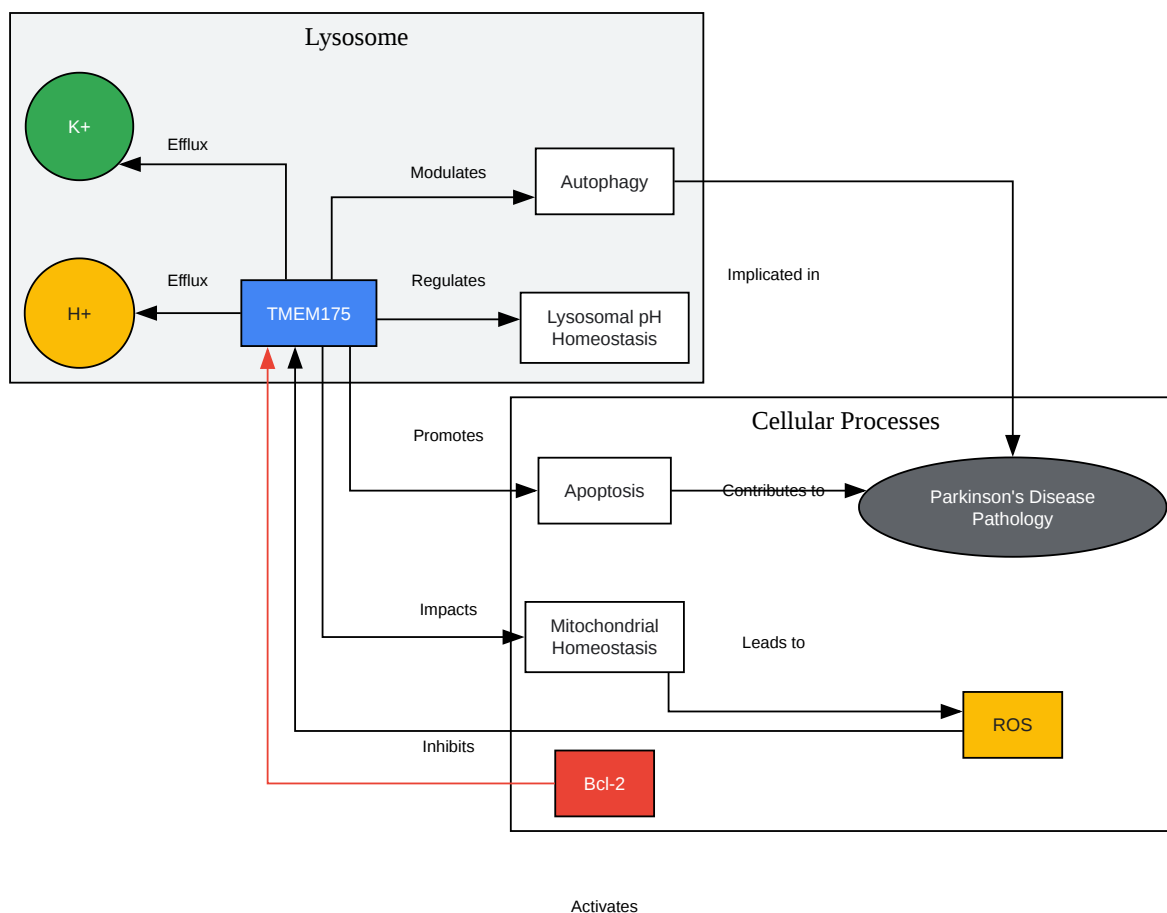 Lysosome
K+
Efflux
Modulates
Autophagy
Implicated in
Efflux
Regulates
H+
TMEM175
Lysosomal pH
Homeostasis
Cellular Processes
Promotes
Apoptosis
Contributes to
Parkinson's Disease
Pathology
Impacts
Mitochondrial
Homeostasis
Leads to
ROS
Inhibits
Bcl-2
Activates